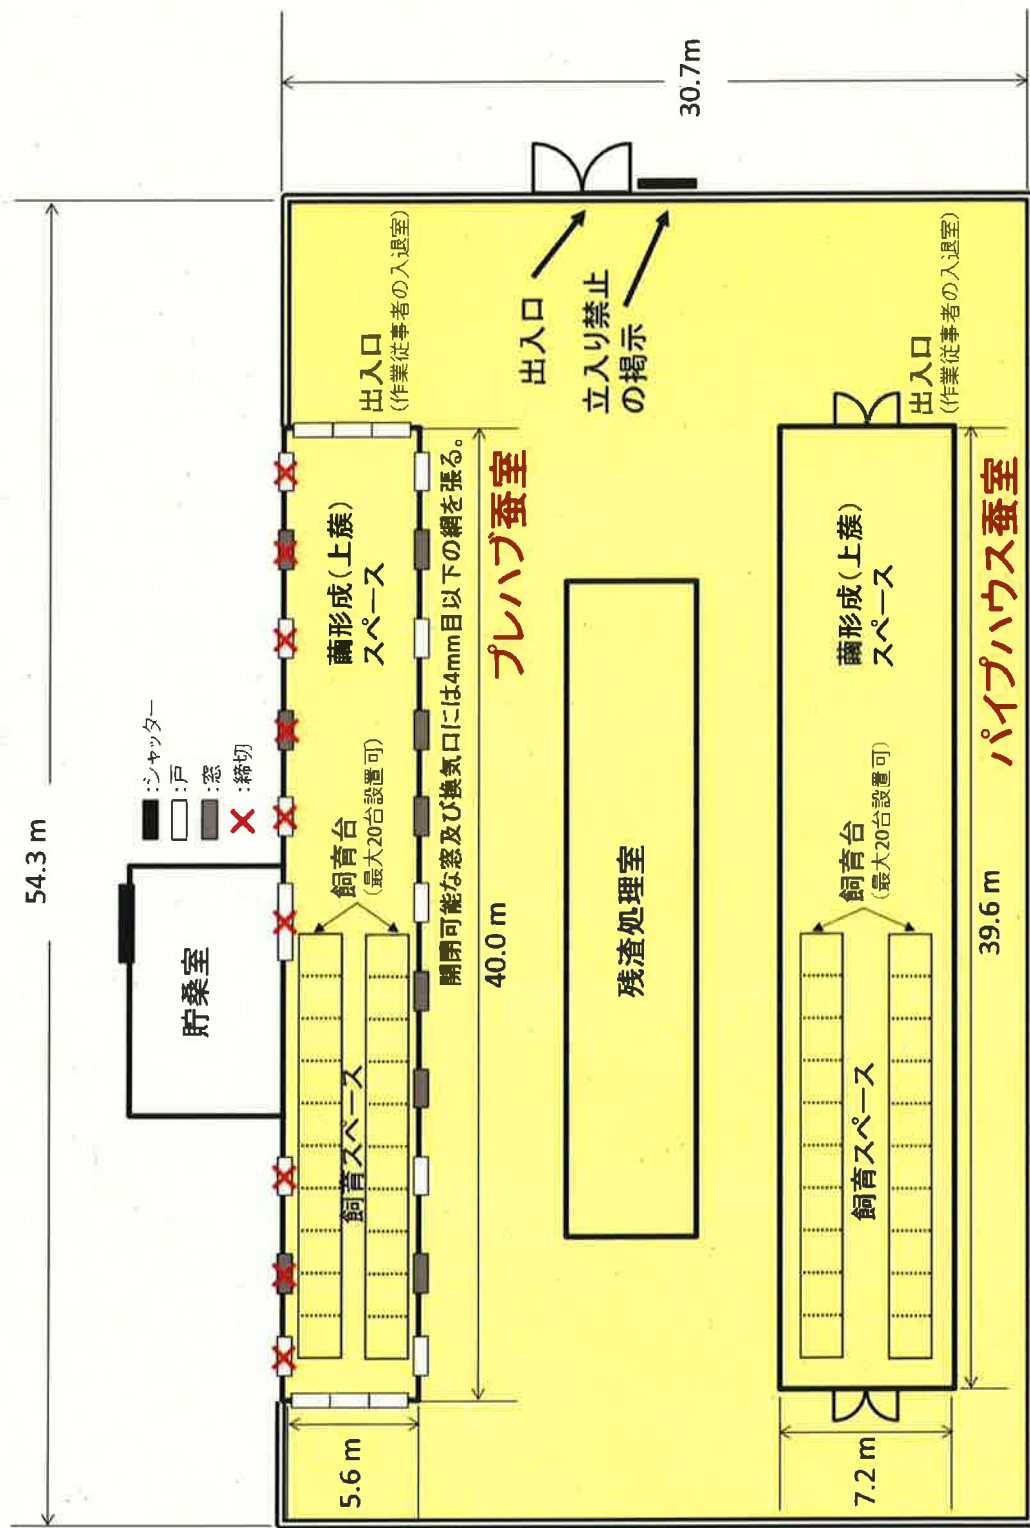 54.3 m
30.7m
:シャッター
:戸
:窓
:締切
貯桑室
出入口
(作業従事者の入退室)
繭形成(上蔟)
スペース
飼育台
(最大20台設置可)
飼育スペース
5.6 m
開閉可能な窓及び換気口には4mm目以下の網を張る。
40.0 m
プレハブ蚕室
出入口
立入り禁止
の掲示
残渣処理室
出入口
(作業従事者の入退室)
繭形成(上蔟)
スペース
飼育台
(最大20台設置可)
飼育スペース
7.2 m
39.6 m
パイプハウス蚕室